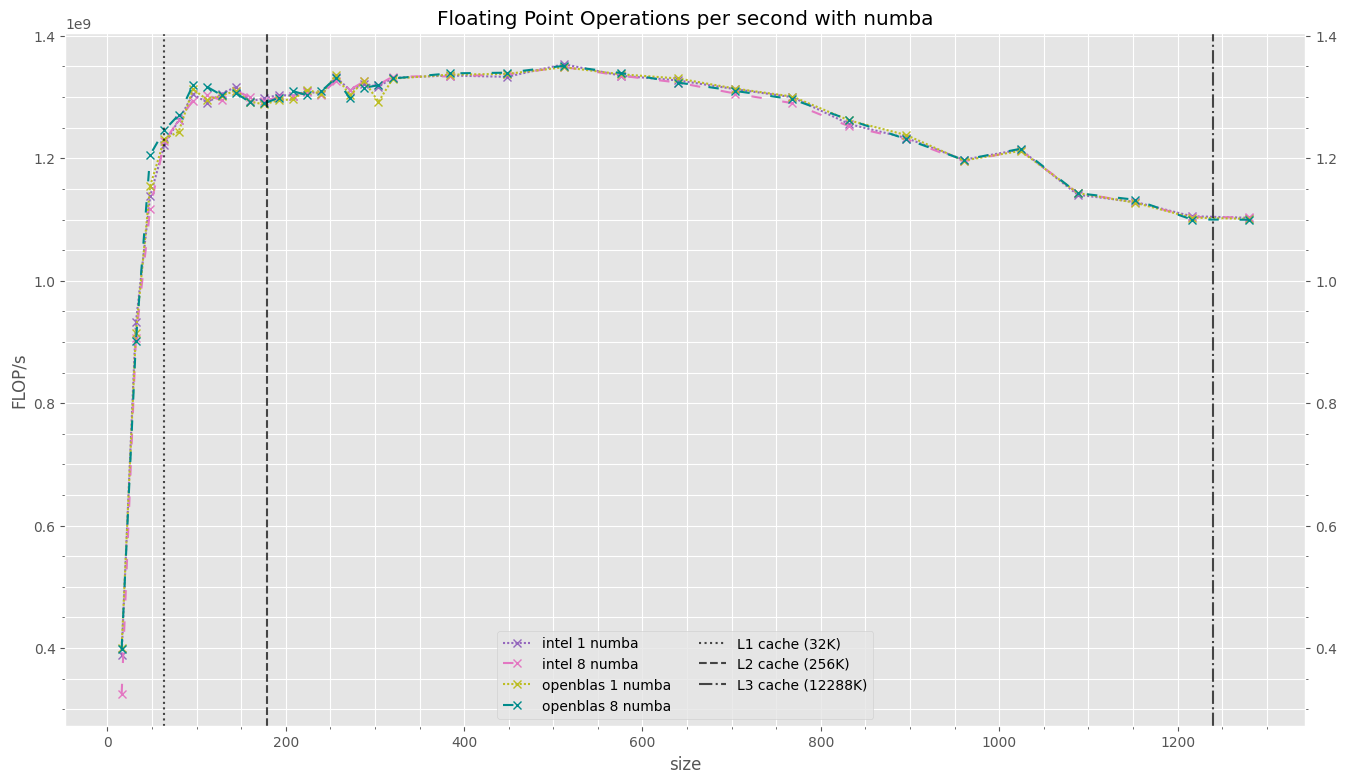 Floating Point Operations per second with numba
1e9
1.4 1.4
1.2 1.2
1.0 1.0
0.8 0.8
0.6 0.6
0.4 0.4
FLOP/s
intel 1 numba L1 cache (32K)
intel 8 numba L2 cache (256K)
openblas 1 numba L3 cache (12288K)
openblas 8 numba
0 200 400 600 800 1000 1200
size